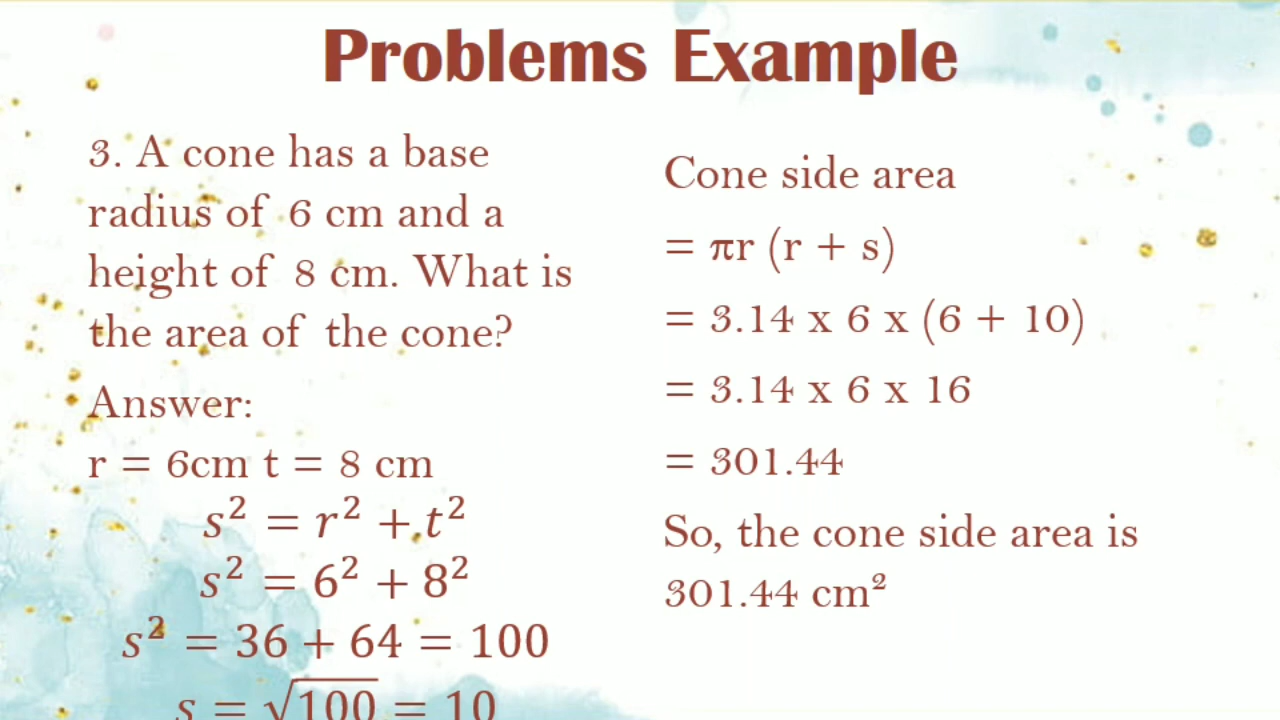 Problems Example
3. A cone has a base
radius of 6 cm and a
height of 8 cm. What is
the area of the cone?
Answer:
r = 6cm t = 8 cm
s² = r² + t²
s² = 6² + 8²
s² = 36 + 64 = 100
s = √100 = 10
Cone side area
= πr (r + s)
= 3.14 x 6 x (6 + 10)
= 3.14 x 6 x 16
= 301.44
So, the cone side area is
301.44 cm²